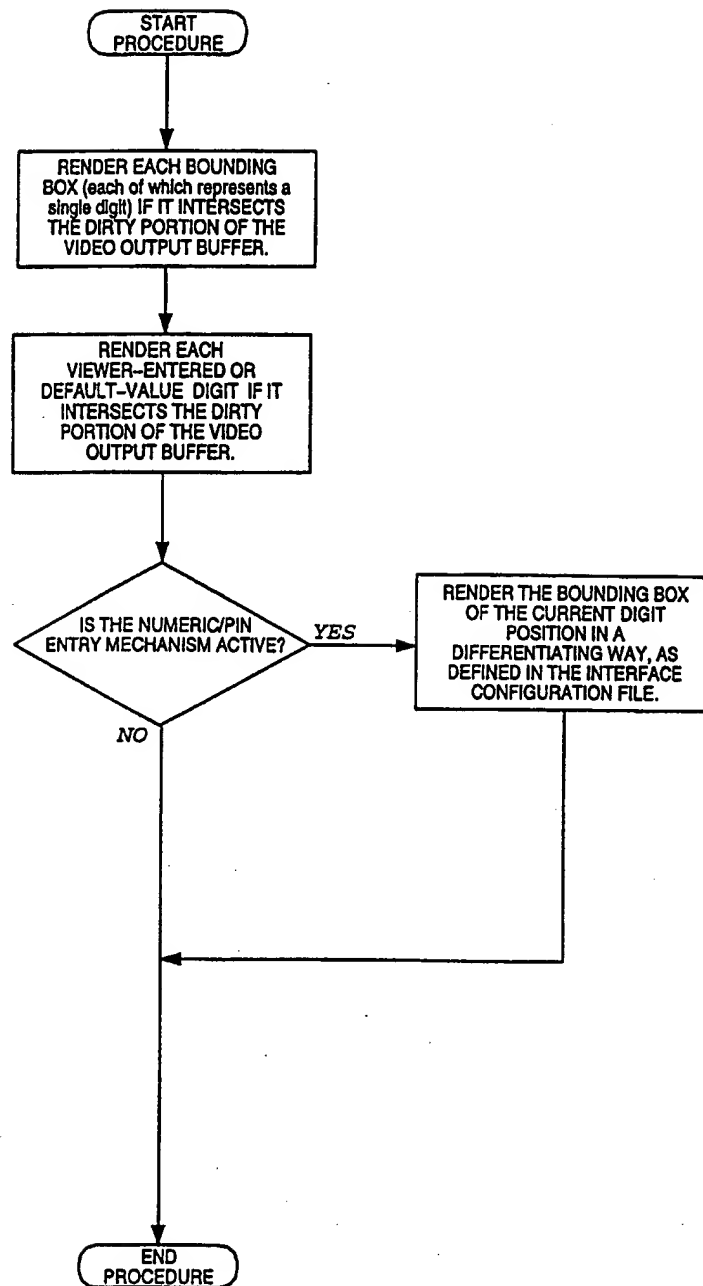 START
PROCEDURE
RENDER EACH BOUNDING
BOX (each of which represents a
single digit) IF IT INTERSECTS
THE DIRTY PORTION OF THE
VIDEO OUTPUT BUFFER.
RENDER EACH
VIEWER-ENTERED OR
DEFAULT-VALUE DIGIT IF IT
INTERSECTS THE DIRTY
PORTION OF THE VIDEO
OUTPUT BUFFER.
IS THE NUMERIC/PIN
ENTRY MECHANISM ACTIVE?
YES
RENDER THE BOUNDING BOX
OF THE CURRENT DIGIT
POSITION IN A
DIFFERENTIATING WAY, AS
DEFINED IN THE INTERFACE
CONFIGURATION FILE.
NO
END
PROCEDURE